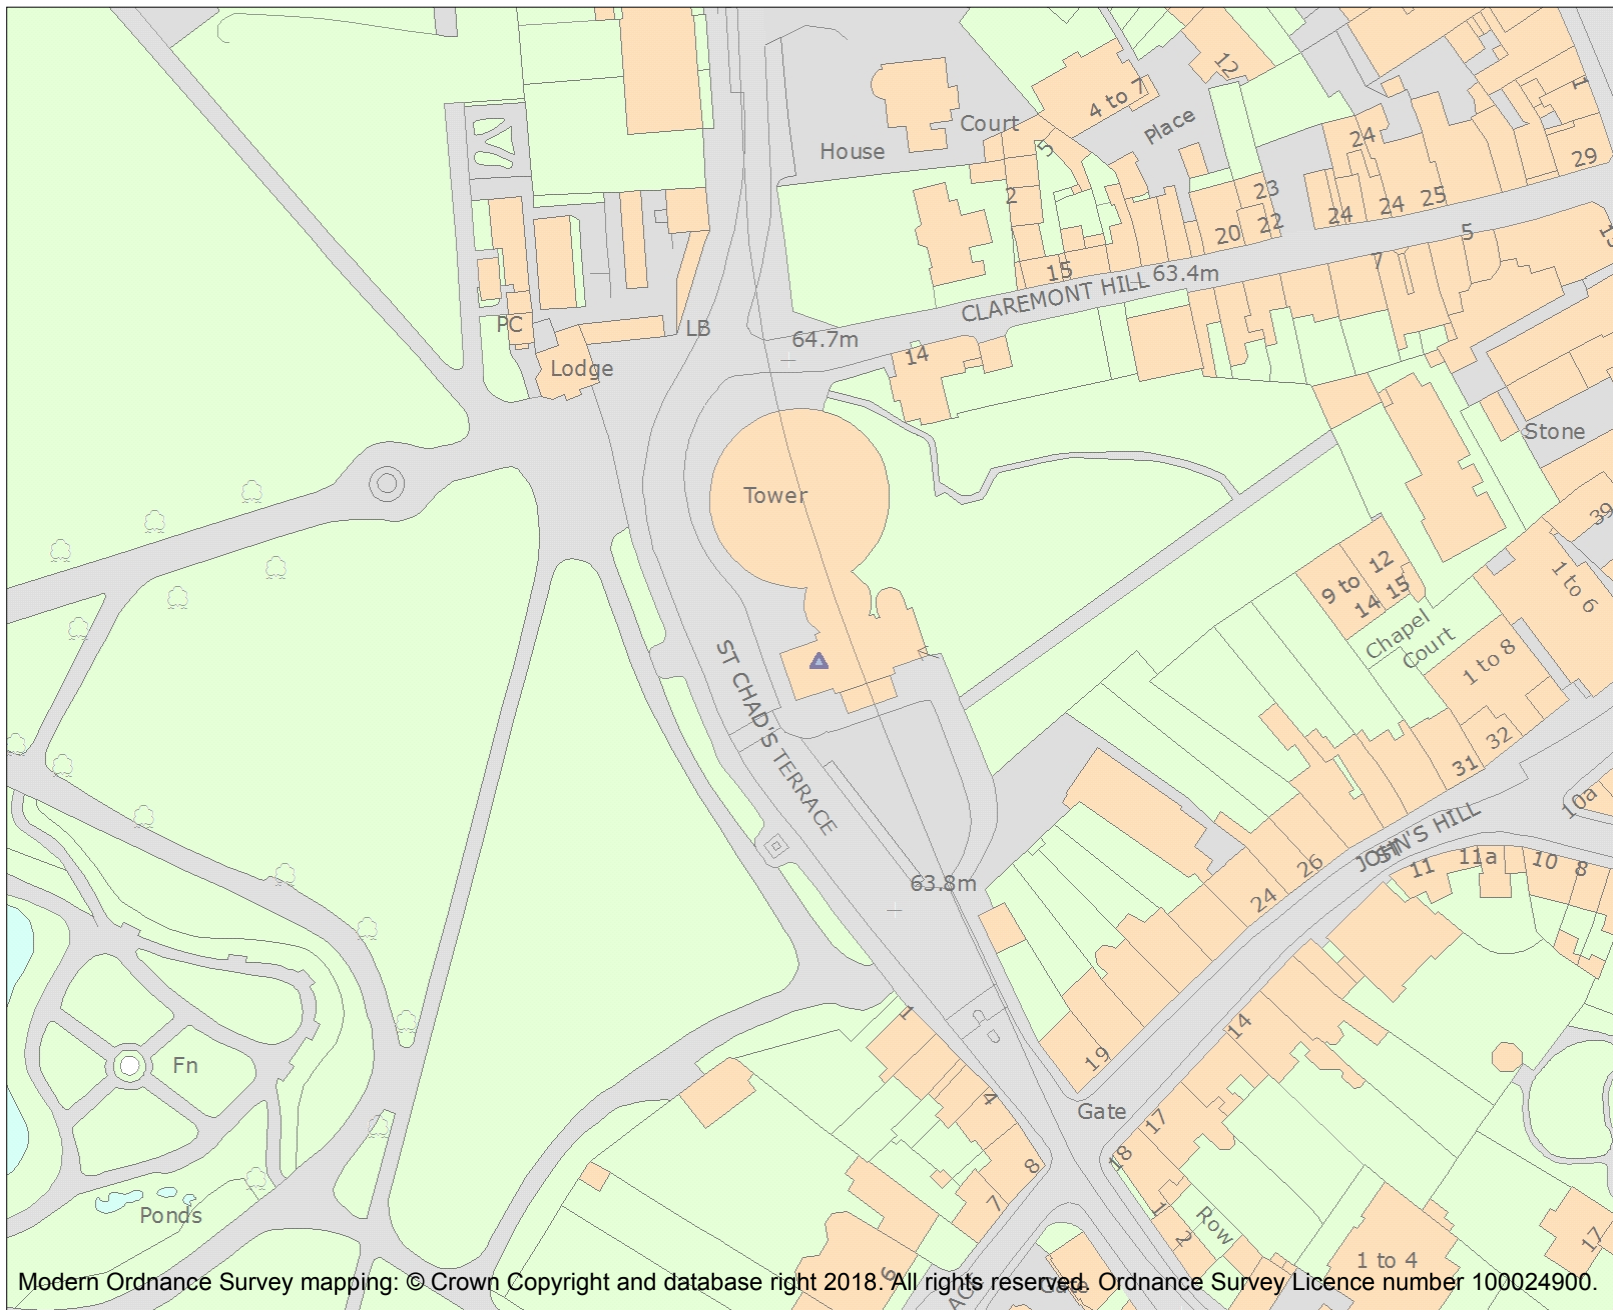 12
4 to 7
1
Court
Place
House
5
24
29
2
23
24
24
25
20
22
5
15
CLAREMONT HILL
63.4m
7
PC
LB
64.7m
14
Lodge
Stone
Tower
39
9 to
12
14
15
1 to 6
Chapel
Court
1 to 8
ST CHAD'S TERRACE
31
32
10a
ST
JOHN'S HILL
63.8m
26
24
11
11a
10
8
1
14
19
Fn
4
Gate
17
18
8
7
1
Row
2
Ponds
17
1 to 4
6
Gate
Modern Ordnance Survey mapping: © Crown Copyright and database right 2018. All rights reserved. Ordnance Survey Licence number 100024900.